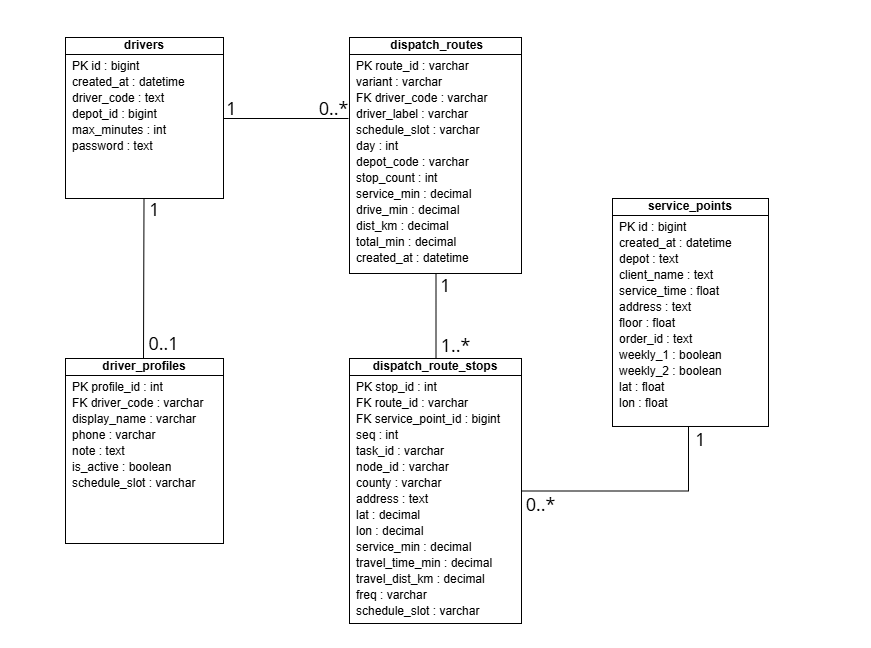 drivers
PK id : bigint
created_at : datetime
driver_code : text
depot_id : bigint
max_minutes : int
password : text
1
0..*
dispatch_routes
PK route_id : varchar
variant : varchar
FK driver_code : varchar
driver_label : varchar
schedule_slot : varchar
day : int
depot_code : varchar
stop_count : int
service_min : decimal
drive_min : decimal
dist_km : decimal
total_min : decimal
created_at : datetime
service_points
PK id : bigint
created_at : datetime
depot : text
client_name : text
service_time : float
address : text
floor : float
order_id : text
weekly_1 : boolean
weekly_2 : boolean
lat : float
lon : float
1
0..1
1
1..*
driver_profiles
PK profile_id : int
FK driver_code : varchar
display_name : varchar
phone : varchar
note : text
is_active : boolean
schedule_slot : varchar
dispatch_route_stops
PK stop_id : int
FK route_id : varchar
FK service_point_id : bigint
seq : int
task_id : varchar
node_id : varchar
county : varchar
address : text
lat : decimal
lon : decimal
service_min : decimal
travel_time_min : decimal
travel_dist_km : decimal
freq : varchar
schedule_slot : varchar
1
0..*